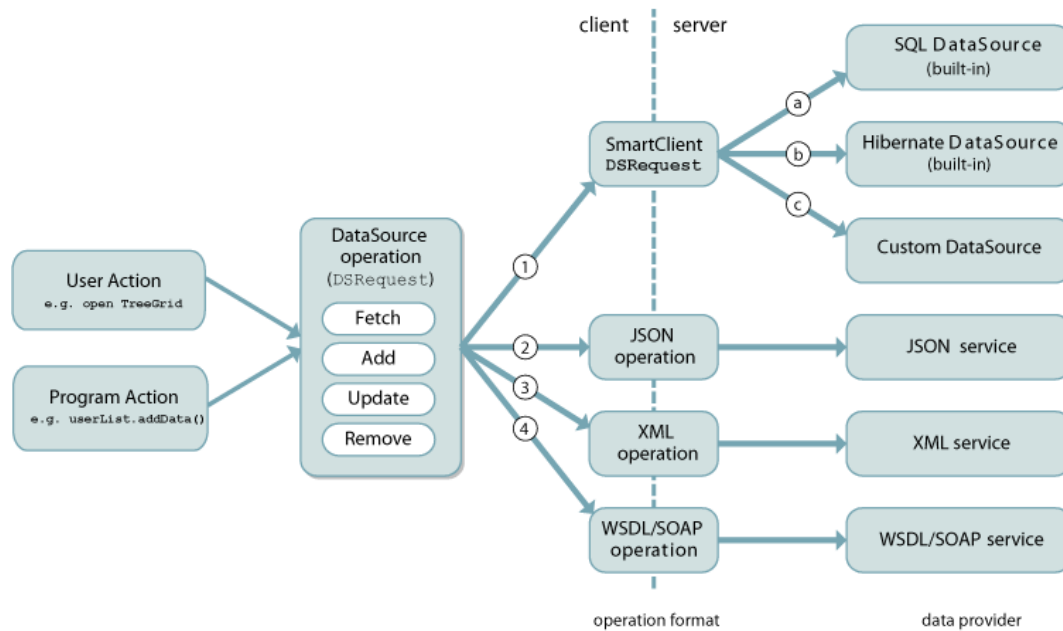 client
server
SQL DataSource
(built-in)
a
SmartClient
DSRequest
b
Hibernate DataSource
(built-in)
c
Custom DataSource
DataSource
operation
(DSRequest)
Fetch
Add
Update
Remove
User Action
e.g. open TreeGrid
Program Action
e.g. userList.addData()
1
2
3
4
JSON
operation
JSON service
XML
operation
XML service
WSDL/SOAP
operation
WSDL/SOAP service
operation format
data provider